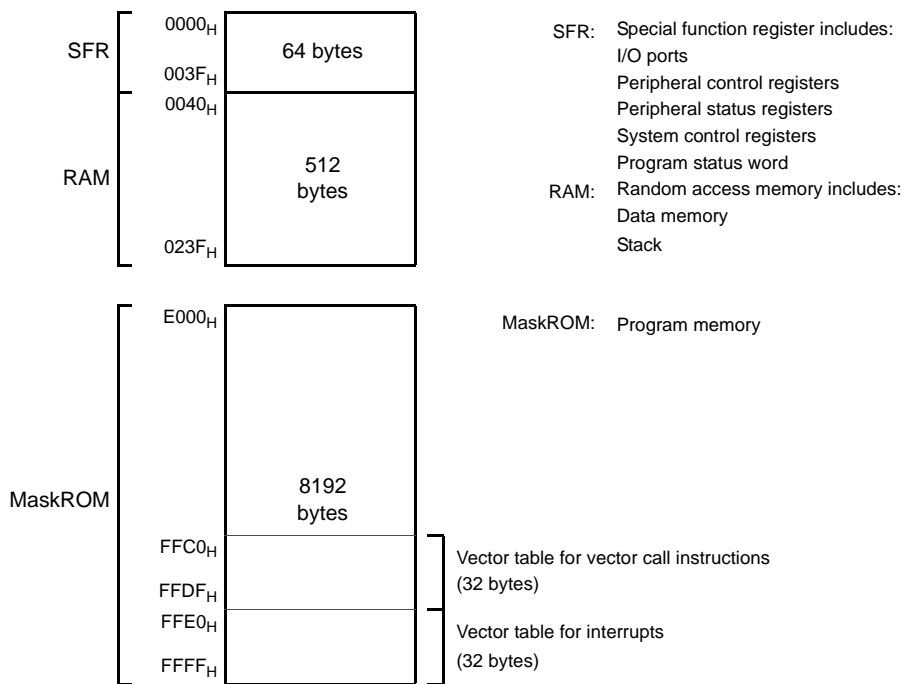 0000H
SFR
64 bytes
003FH
0040H
RAM
512
bytes
023FH
SFR: Special function register includes:
I/O ports
Peripheral control registers
Peripheral status registers
System control registers
Program status word
RAM: Random access memory includes:
Data memory
Stack
E000H
MaskROM: Program memory
MaskROM
8192
bytes
FFC0H
FFDFH
Vector table for vector call instructions
(32 bytes)
FFE0H
FFFFH
Vector table for interrupts
(32 bytes)